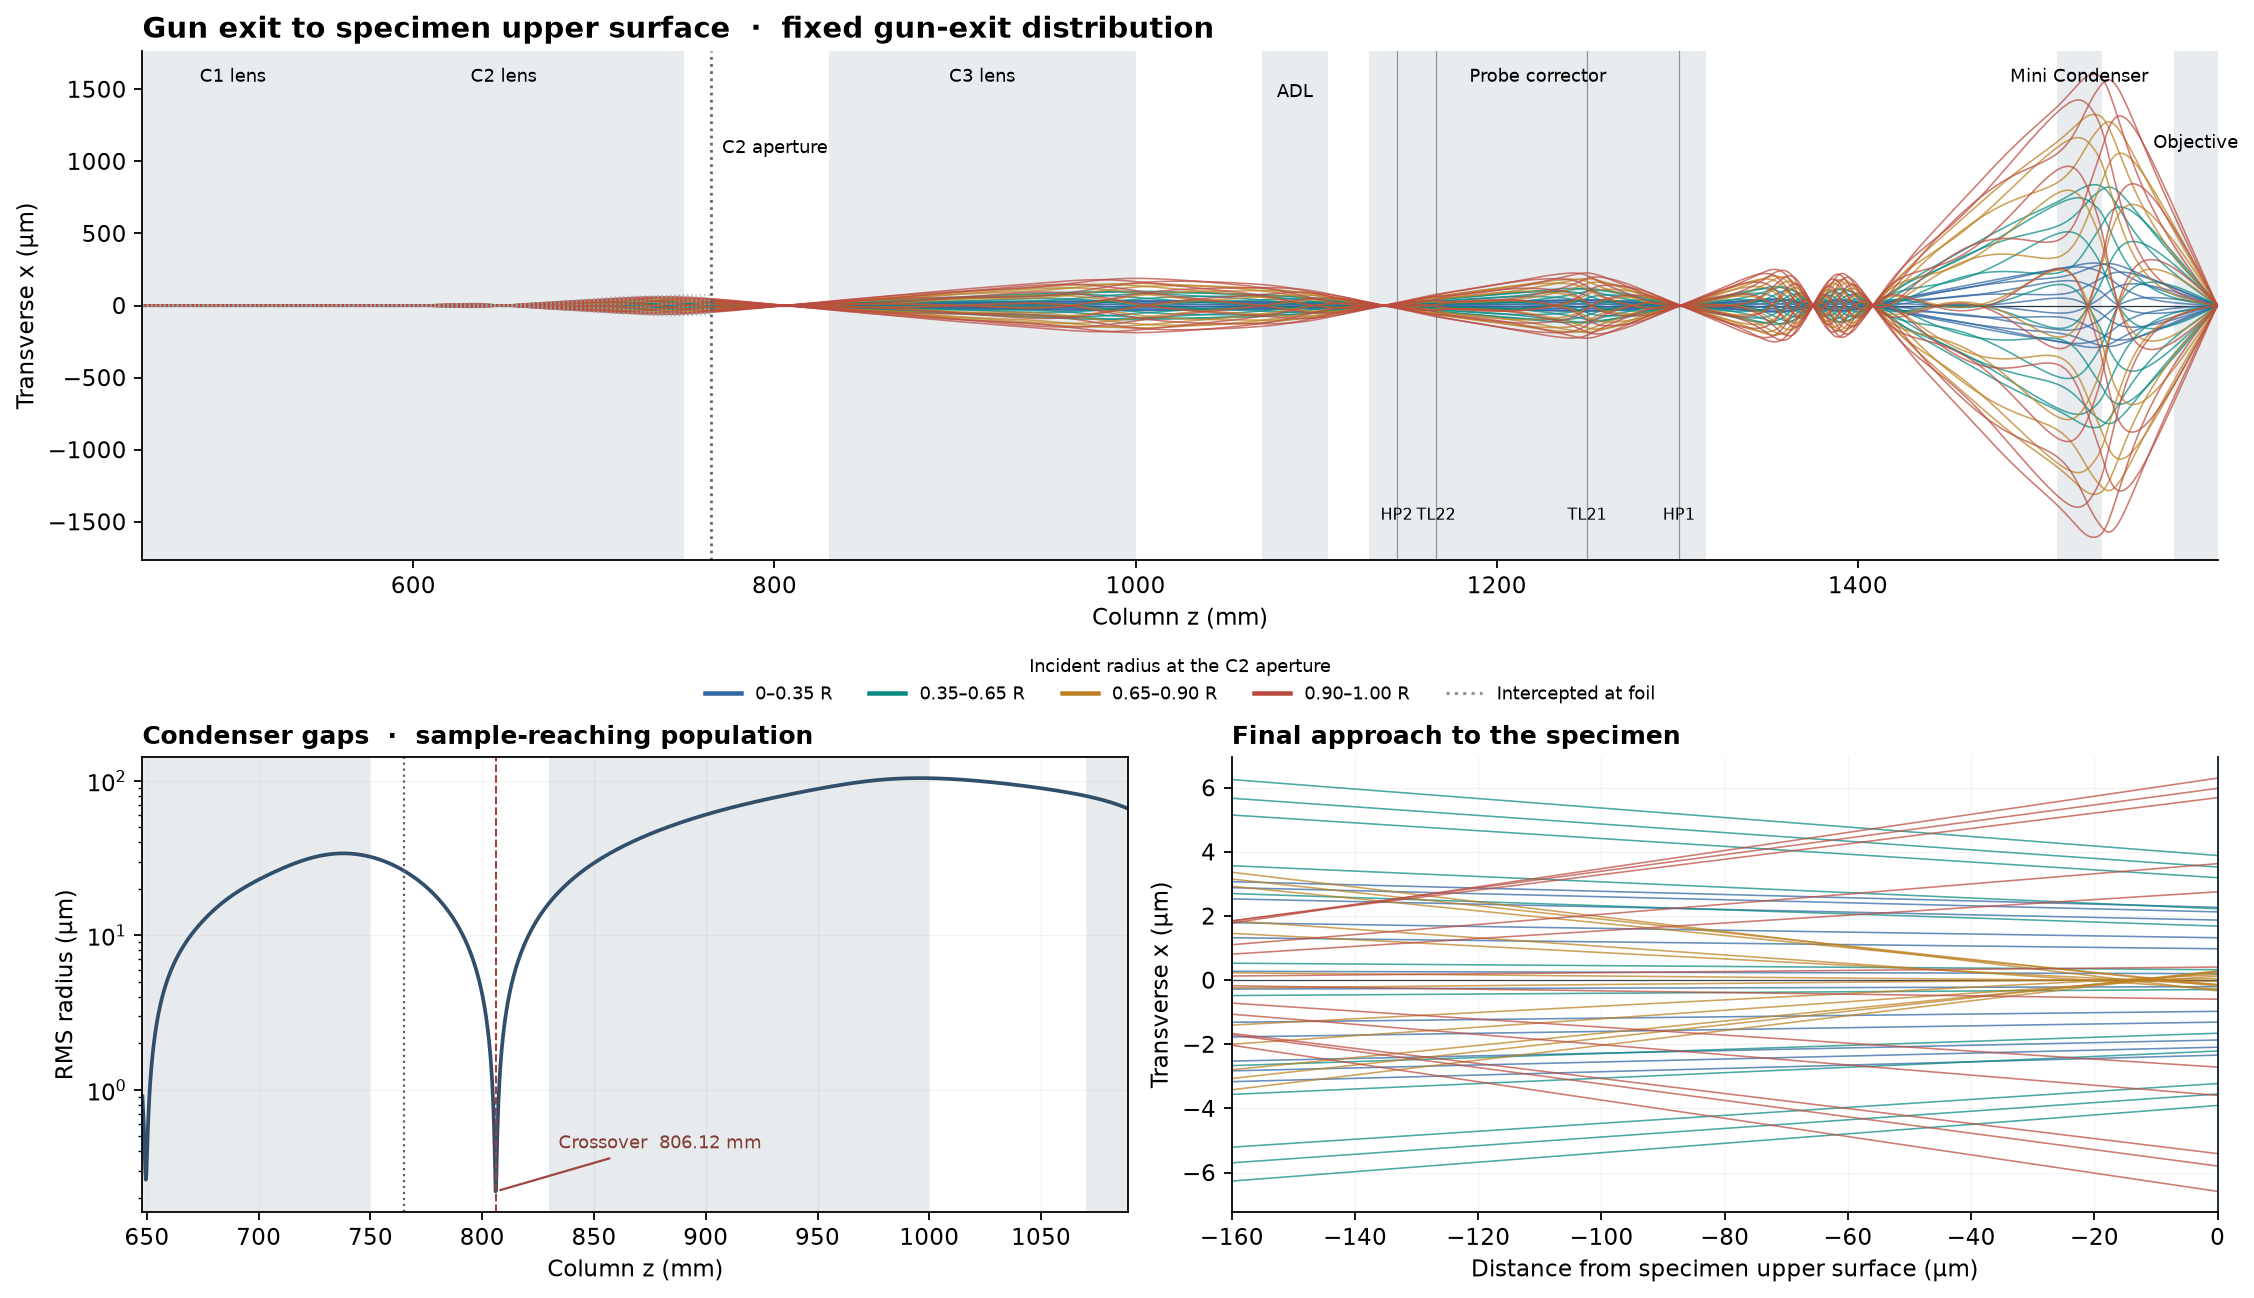 Gun exit to specimen upper surface · fixed gun-exit distribution
C1 lens
C2 lens
C3 lens
ADL
Probe corrector
Mini Condenser
Objective
C2 aperture
HP2
TL22
TL21
HP1
Transverse x (µm)
1500
1000
500
0
−500
−1000
−1500
600
800
1000
1200
1400
Column z (mm)
Incident radius at the C2 aperture
0–0.35 R
0.35–0.65 R
0.65–0.90 R
0.90–1.00 R
Intercepted at foil
Condenser gaps · sample-reaching population
RMS radius (µm)
10²
10¹
10⁰
Crossover 806.12 mm
650
700
750
800
850
900
950
1000
1050
Column z (mm)
Final approach to the specimen
Transverse x (µm)
6
4
2
0
−2
−4
−6
−160
−140
−120
−100
−80
−60
−40
−20
0
Distance from specimen upper surface (µm)